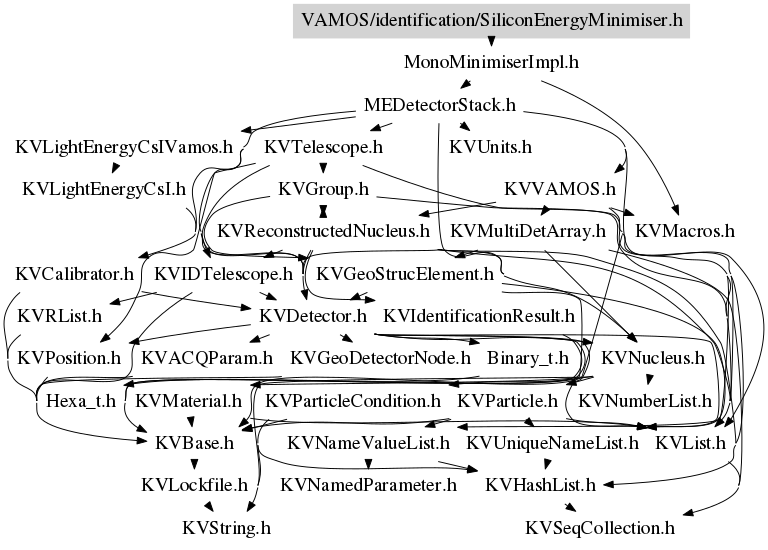 VAMOS/identification/SiliconEnergyMinimiser.h
MonoMinimiserImpl.h
MEDetectorStack.h
KVLightEnergyCsIVamos.h
KVTelescope.h
KVUnits.h
KVLightEnergyCsI.h
KVGroup.h
KVVAMOS.h
KVReconstructedNucleus.h
KVMultiDetArray.h
KVMacros.h
KVCalibrator.h
KVIDTelescope.h
KVGeoStrucElement.h
KVRList.h
KVDetector.h
KVIdentificationResult.h
KVPosition.h
KVACQParam.h
KVGeoDetectorNode.h
Binary_t.h
KVNucleus.h
Hexa_t.h
KVMaterial.h
KVParticleCondition.h
KVParticle.h
KVNumberList.h
KVBase.h
KVNameValueList.h
KVUniqueNameList.h
KVList.h
KVLockfile.h
KVNamedParameter.h
KVHashList.h
KVString.h
KVSeqCollection.h